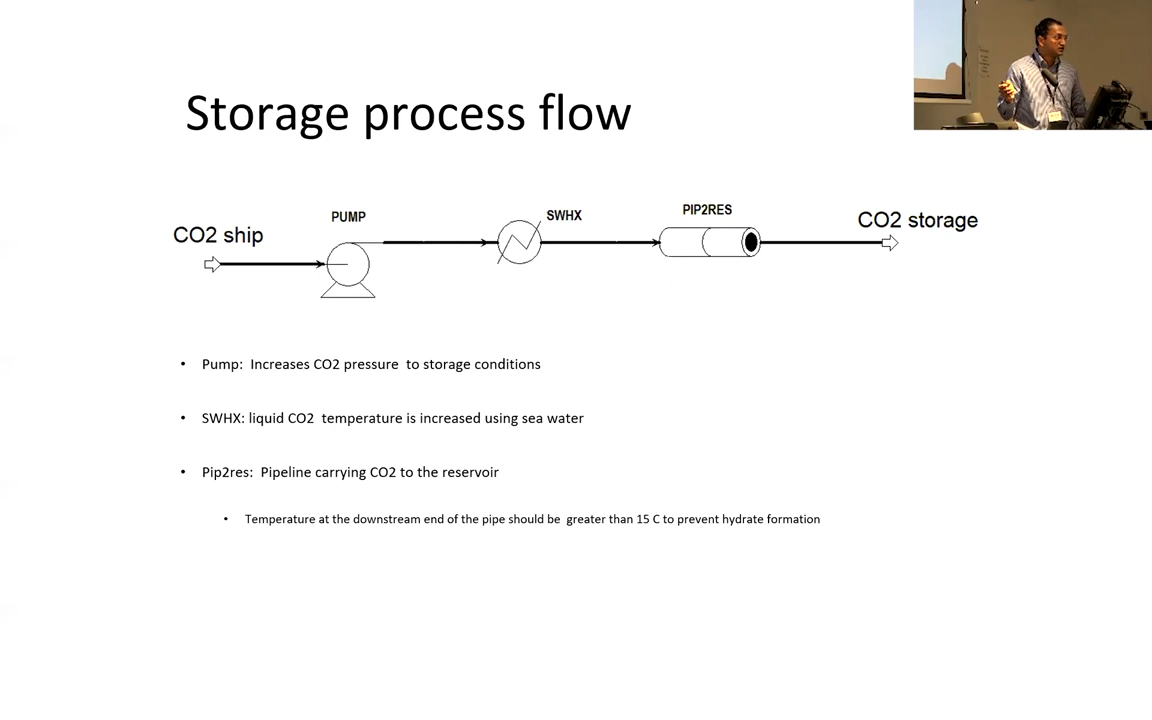 Storage process flow
CO2 ship
PUMP
SWHX
PIP2RES
CO2 storage
• Pump:  Increases CO2 pressure  to storage conditions
• SWHX: liquid CO2  temperature is increased using sea water
• Pip2res:  Pipeline carrying CO2 to the reservoir
• Temperature at the downstream end of the pipe should be  greater than 15 C to prevent hydrate formation